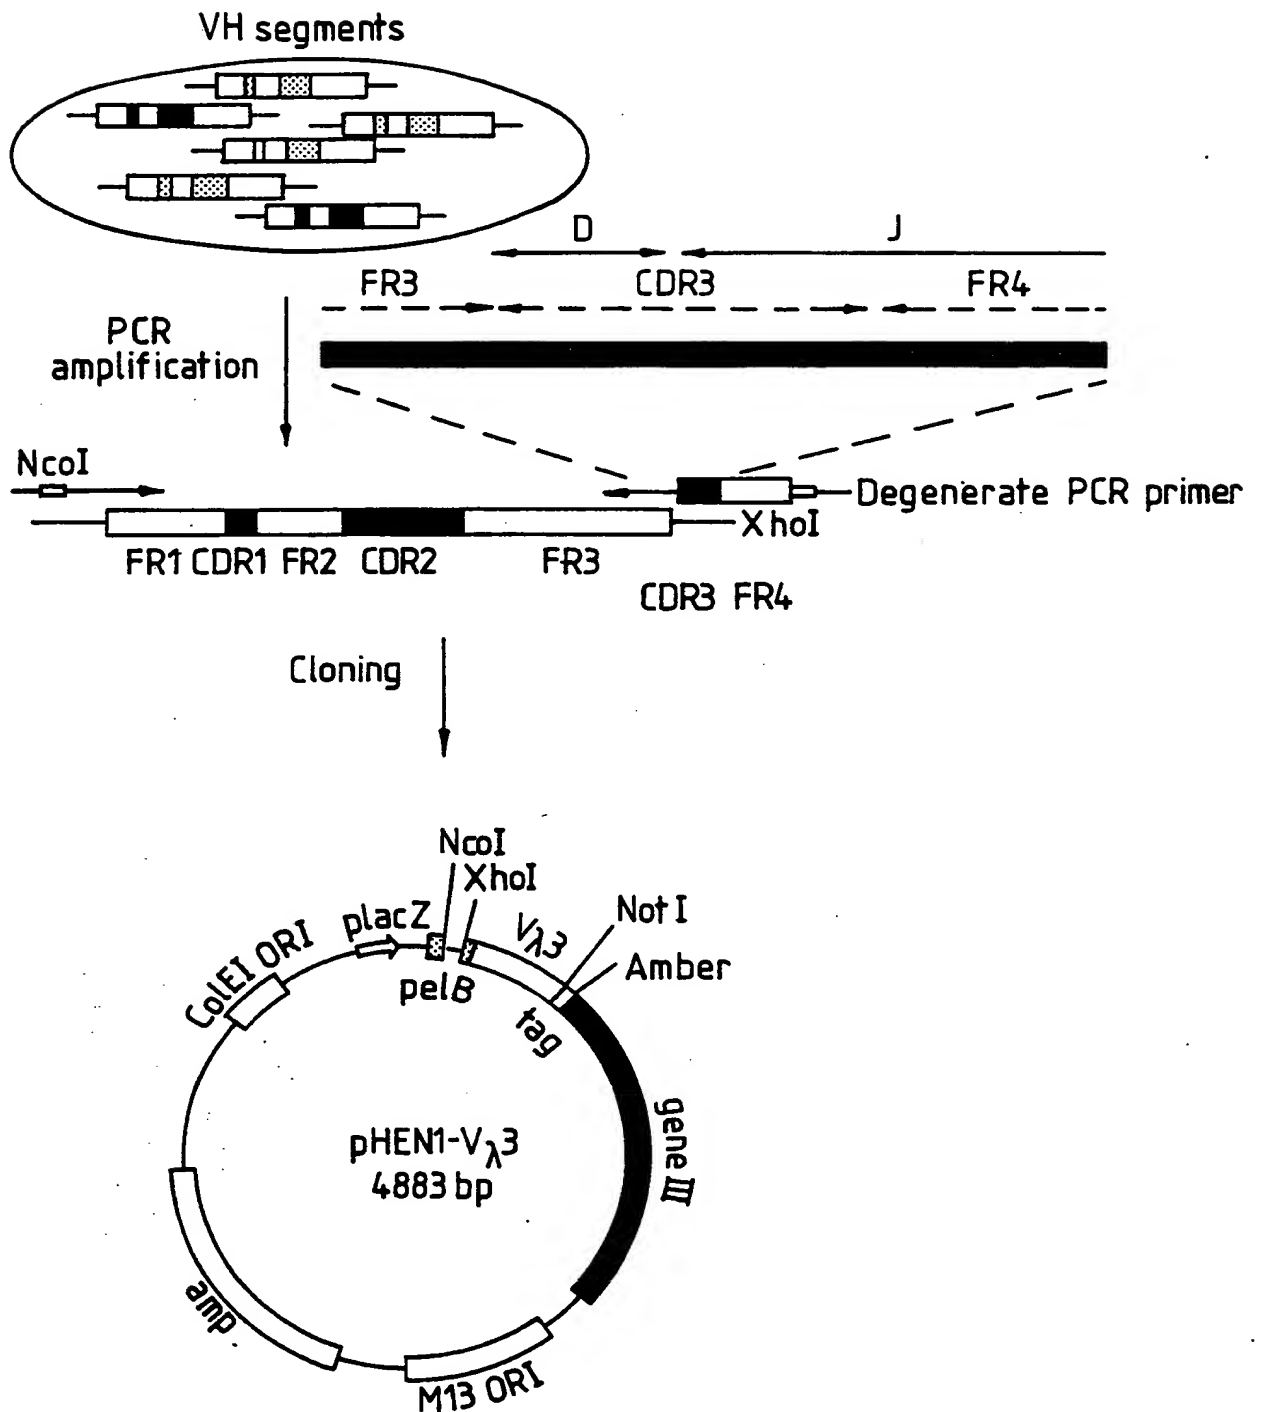 VH segments
D J
FR3 CDR3 FR4
PCR
amplification
NcoI
Degenerate PCR primer
XhoI
FR1 CDR1 FR2 CDR2 FR3
CDR3 FR4
Cloning
NcoI
XhoI
placZ
Vλ3
Not I
Amber
ColEI ORI
pelB
tag
gene III
pHEN1-Vλ3
4883 bp
amp
M13 ORI